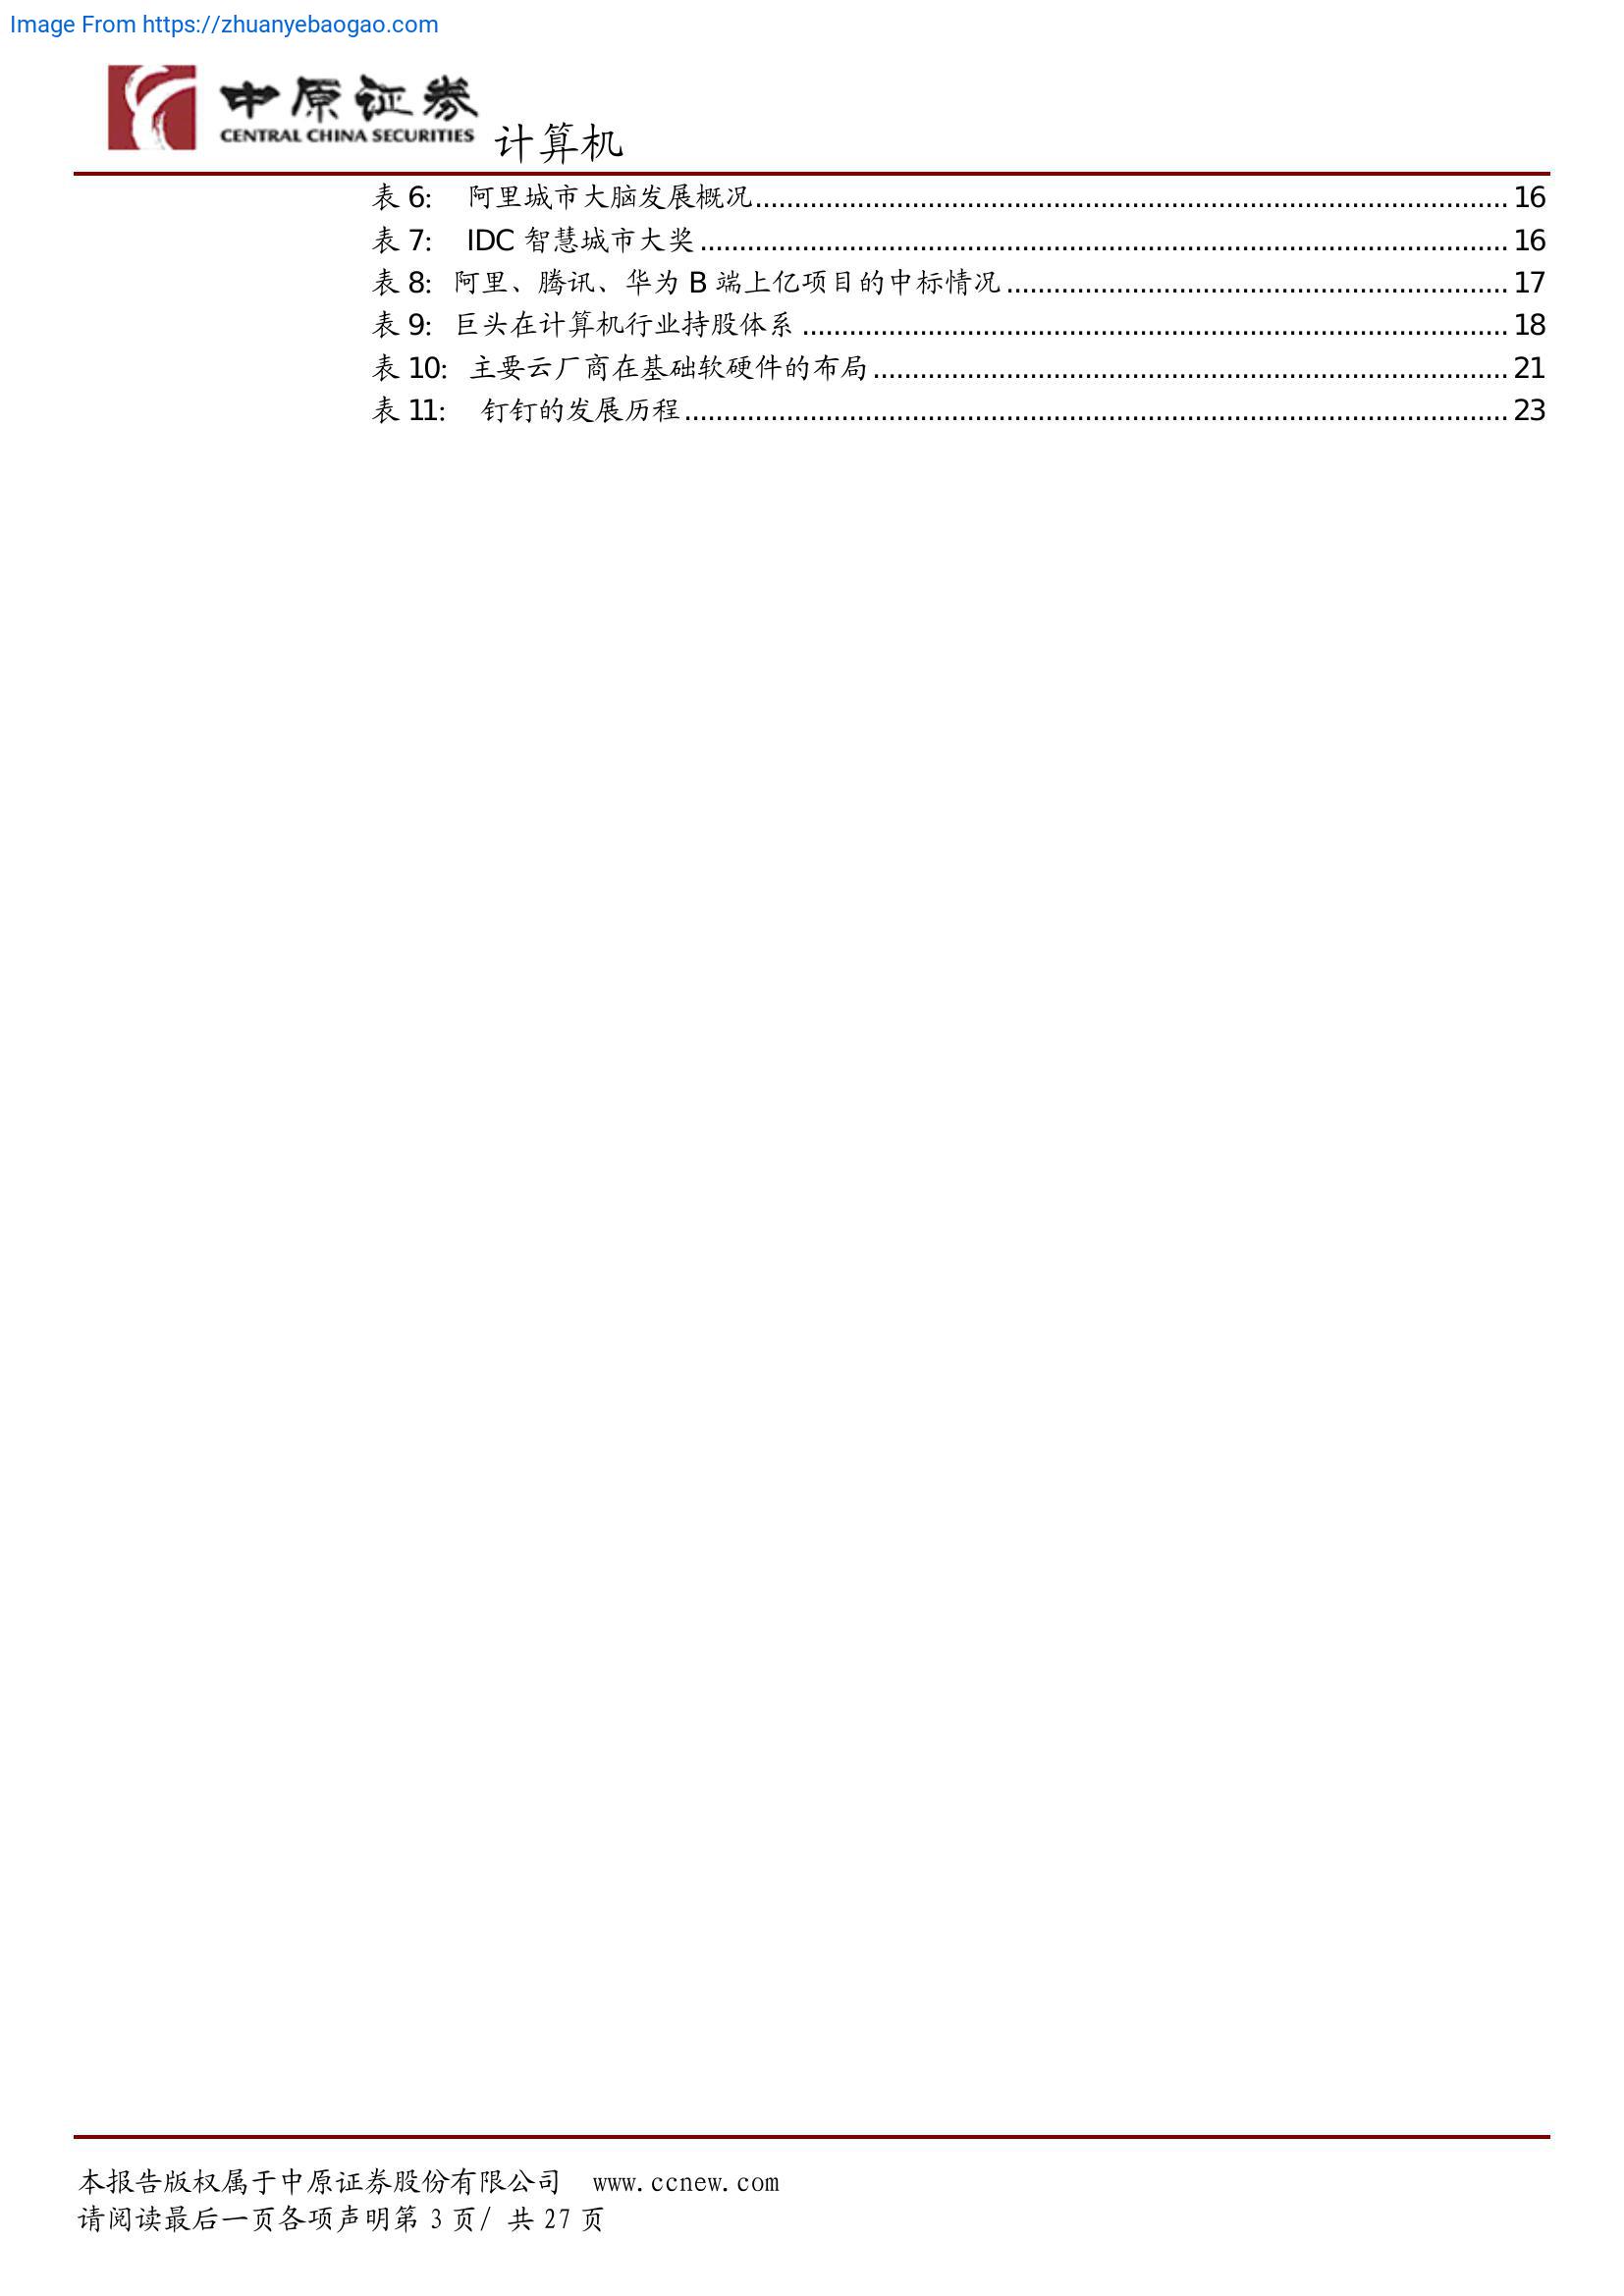 Image From https://zhuanyebaogao.com
中原证券
CENTRAL CHINA SECURITIES
计算机
表 6: 阿里城市大脑发展概况................................................................16
表 7: IDC 智慧城市大奖................................................................16
表 8: 阿里、腾讯、华为 B 端上亿项目的中标情况................................................................17
表 9: 巨头在计算机行业持股体系................................................................18
表 10: 主要云厂商在基础软硬件的布局................................................................21
表 11: 钉钉的发展历程................................................................23
本报告版权属于中原证券股份有限公司 www.ccnew.com
请阅读最后一页各项声明第 3 页/ 共 27 页